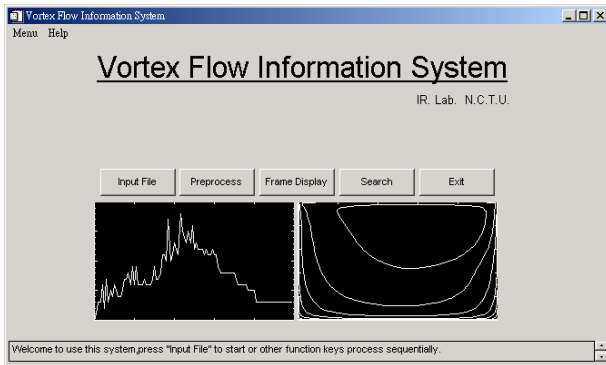 Vortex Flow Information System
Menu Help
Vortex Flow Information System
IR. Lab. N.C.T.U.
Input File Preprocess Frame Display Search Exit
Welcome to use this system,press "Input File" to start or other function keys process sequentially.